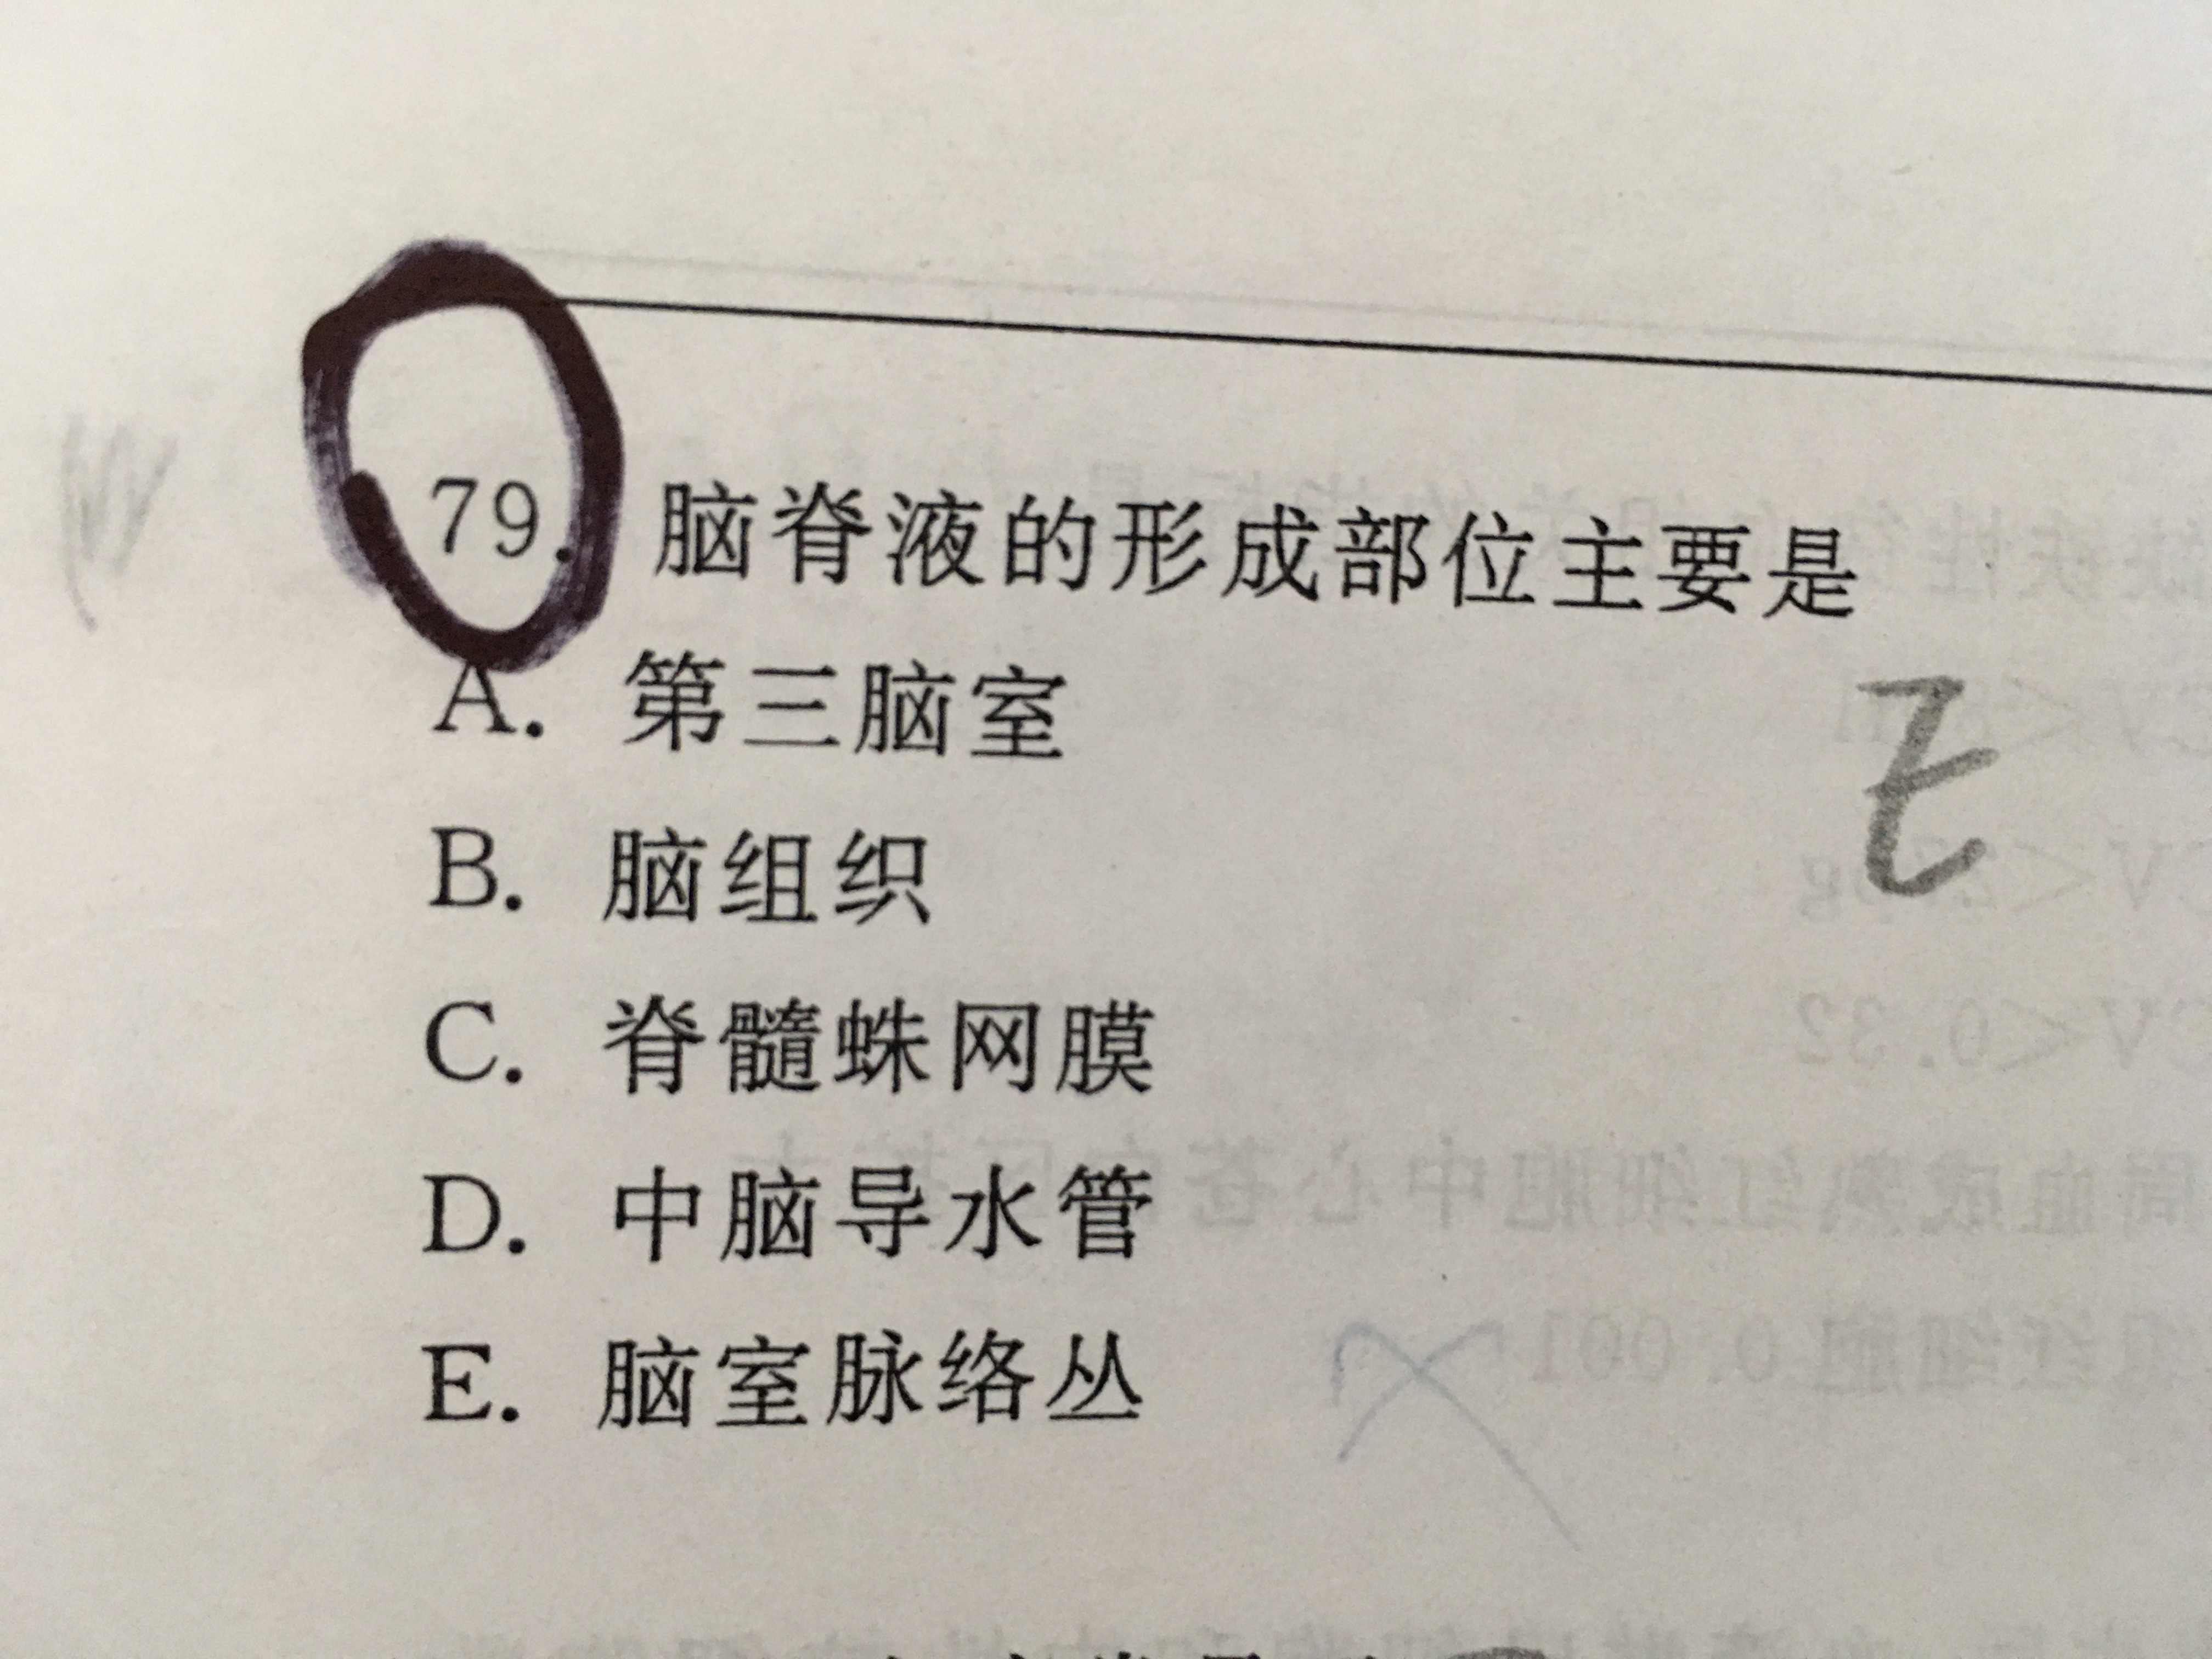 79. 脑脊液的形成部位主要是
A. 第三脑室
B. 脑组织
C. 脊髓蛛网膜
D. 中脑导水管
E. 脑室脉络丛